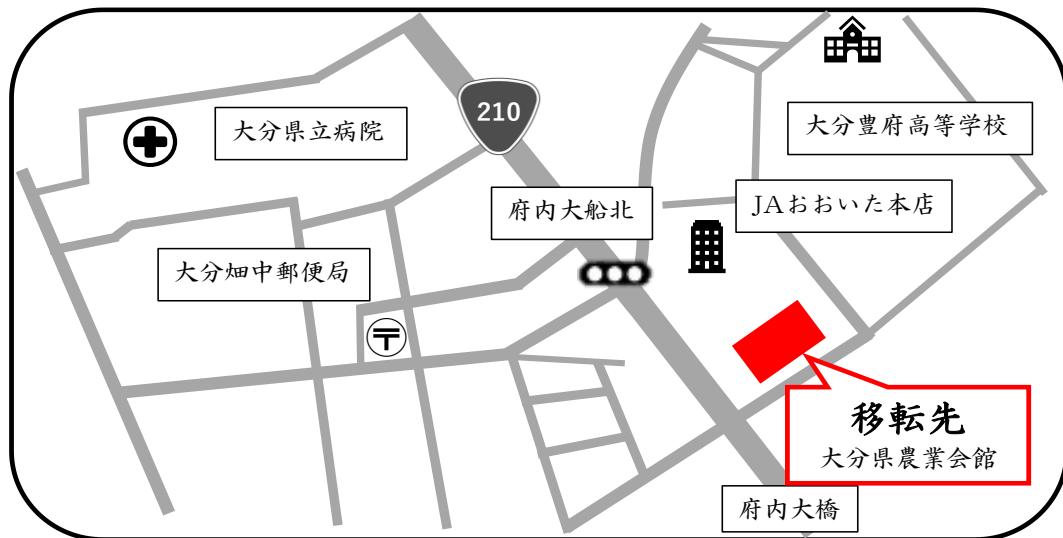 210
大分県立病院
大分豊府高等学校
府内大船北
JAおおいた本店
大分畑中郵便局
〒
移転先
大分県農業会館
府内大橋